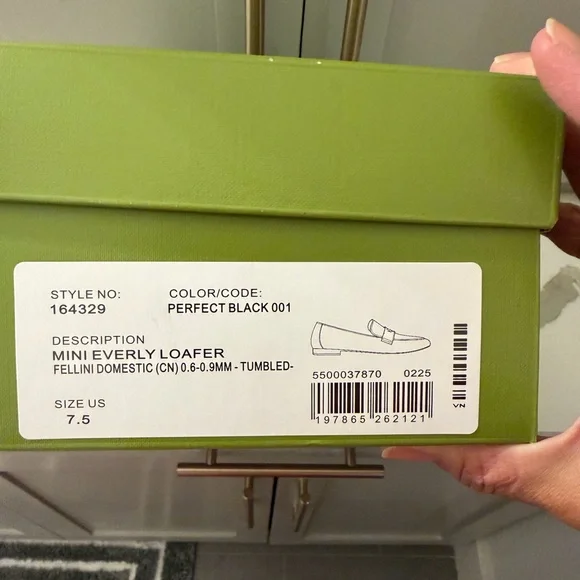 STYLE NO: COLOR/CODE:
164329 PERFECT BLACK 001
DESCRIPTION
MINI EVERLY LOAFER
FELLINI DOMESTIC (CN) 0.6-0.9MM - TUMBLED-
SIZE US
7.5
5500037870 0225
197865 262121
VN